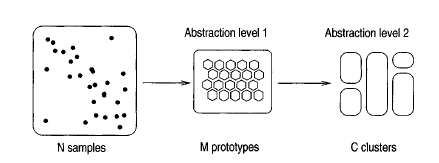 Abstraction level 1
Abstraction level 2
N samples
M prototypes
C clusters